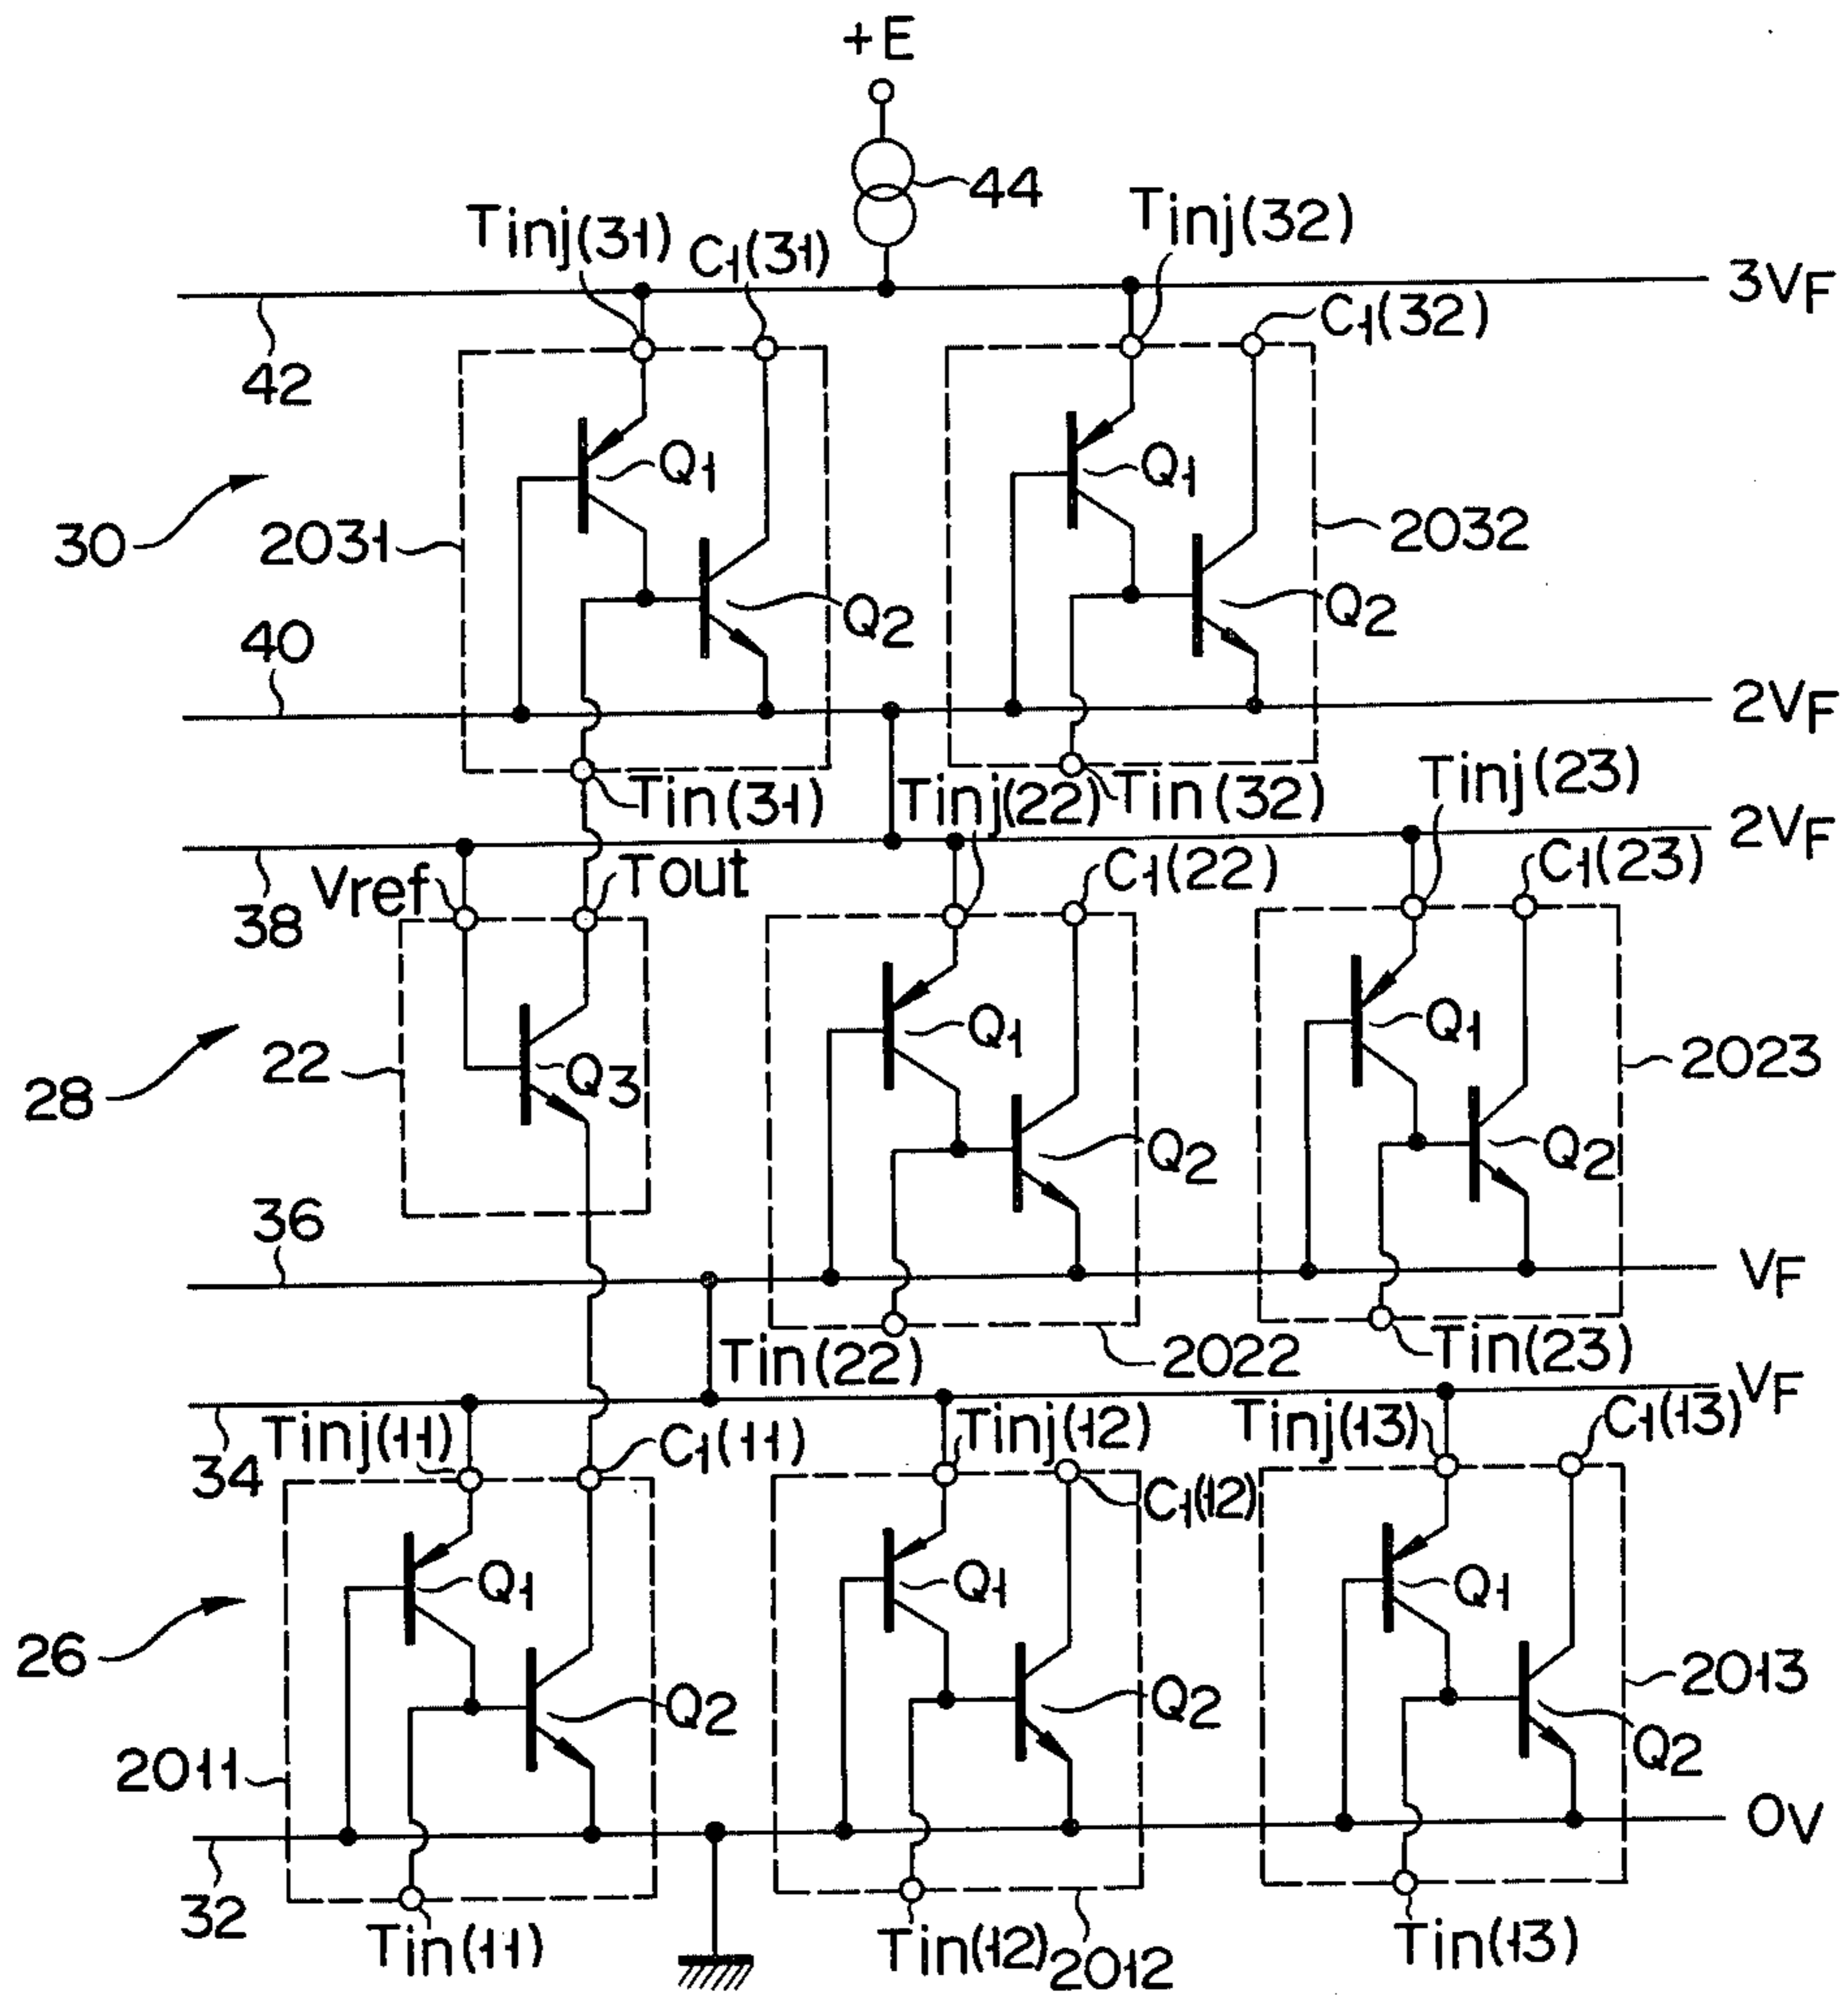 +E
44
Tinj(31)
C1(31)
Tinj(32)
3VF
C1(32)
42
Q1
Q1
30
2031
2032
Q2
Q2
40
2VF
Tin(31)
Tinj(22)
Tin(32)
Tinj(23)
2VF
Vref
Tout
C1(22)
C1(23)
38
Q1
Q1
22
Q3
2023
28
Q2
Q2
36
VF
Tin(22)
2022
Tin(23)
VF
Tinj(11)
C1(11)
Tinj(12)
Tinj(13)
C1(13)
34
C1(12)
Q1
Q1
Q1
26
2013
Q2
Q2
Q2
2011
0V
32
Tin(11)
Tin(12)
2012
Tin(13)